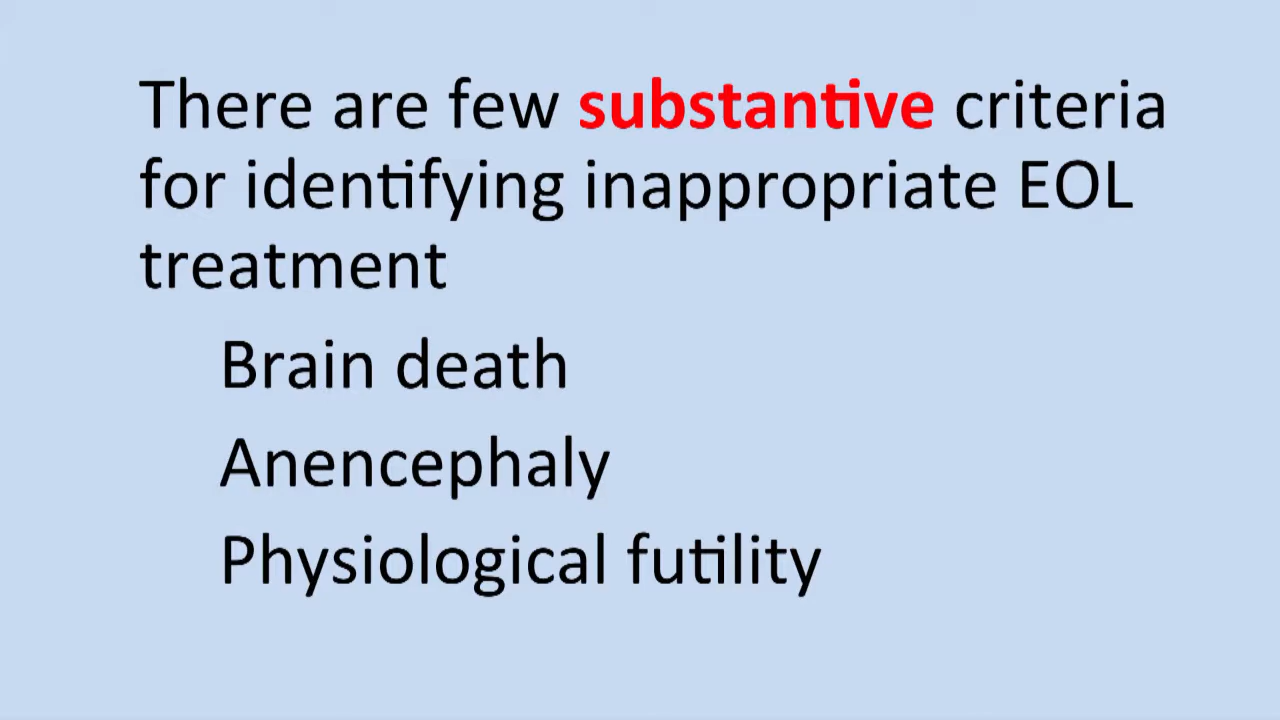 There are few substantive criteria
for identifying inappropriate EOL
treatment
Brain death
Anencephaly
Physiological futility